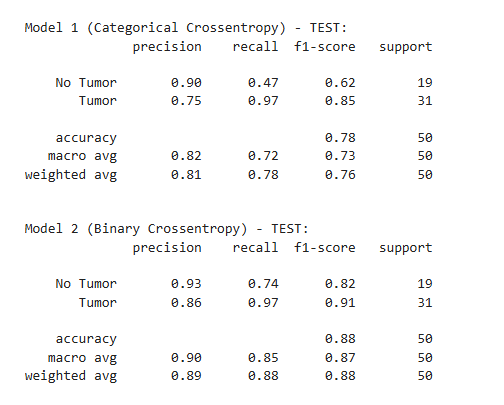 Model 1 (Categorical Crossentropy) - TEST:
precision recall f1-score support
No Tumor 0.90 0.47 0.62 19
Tumor 0.75 0.97 0.85 31
accuracy 0.78 50
macro avg 0.82 0.72 0.73 50
weighted avg 0.81 0.78 0.76 50
Model 2 (Binary Crossentropy) - TEST:
precision recall f1-score support
No Tumor 0.93 0.74 0.82 19
Tumor 0.86 0.97 0.91 31
accuracy 0.88 50
macro avg 0.90 0.85 0.87 50
weighted avg 0.89 0.88 0.88 50